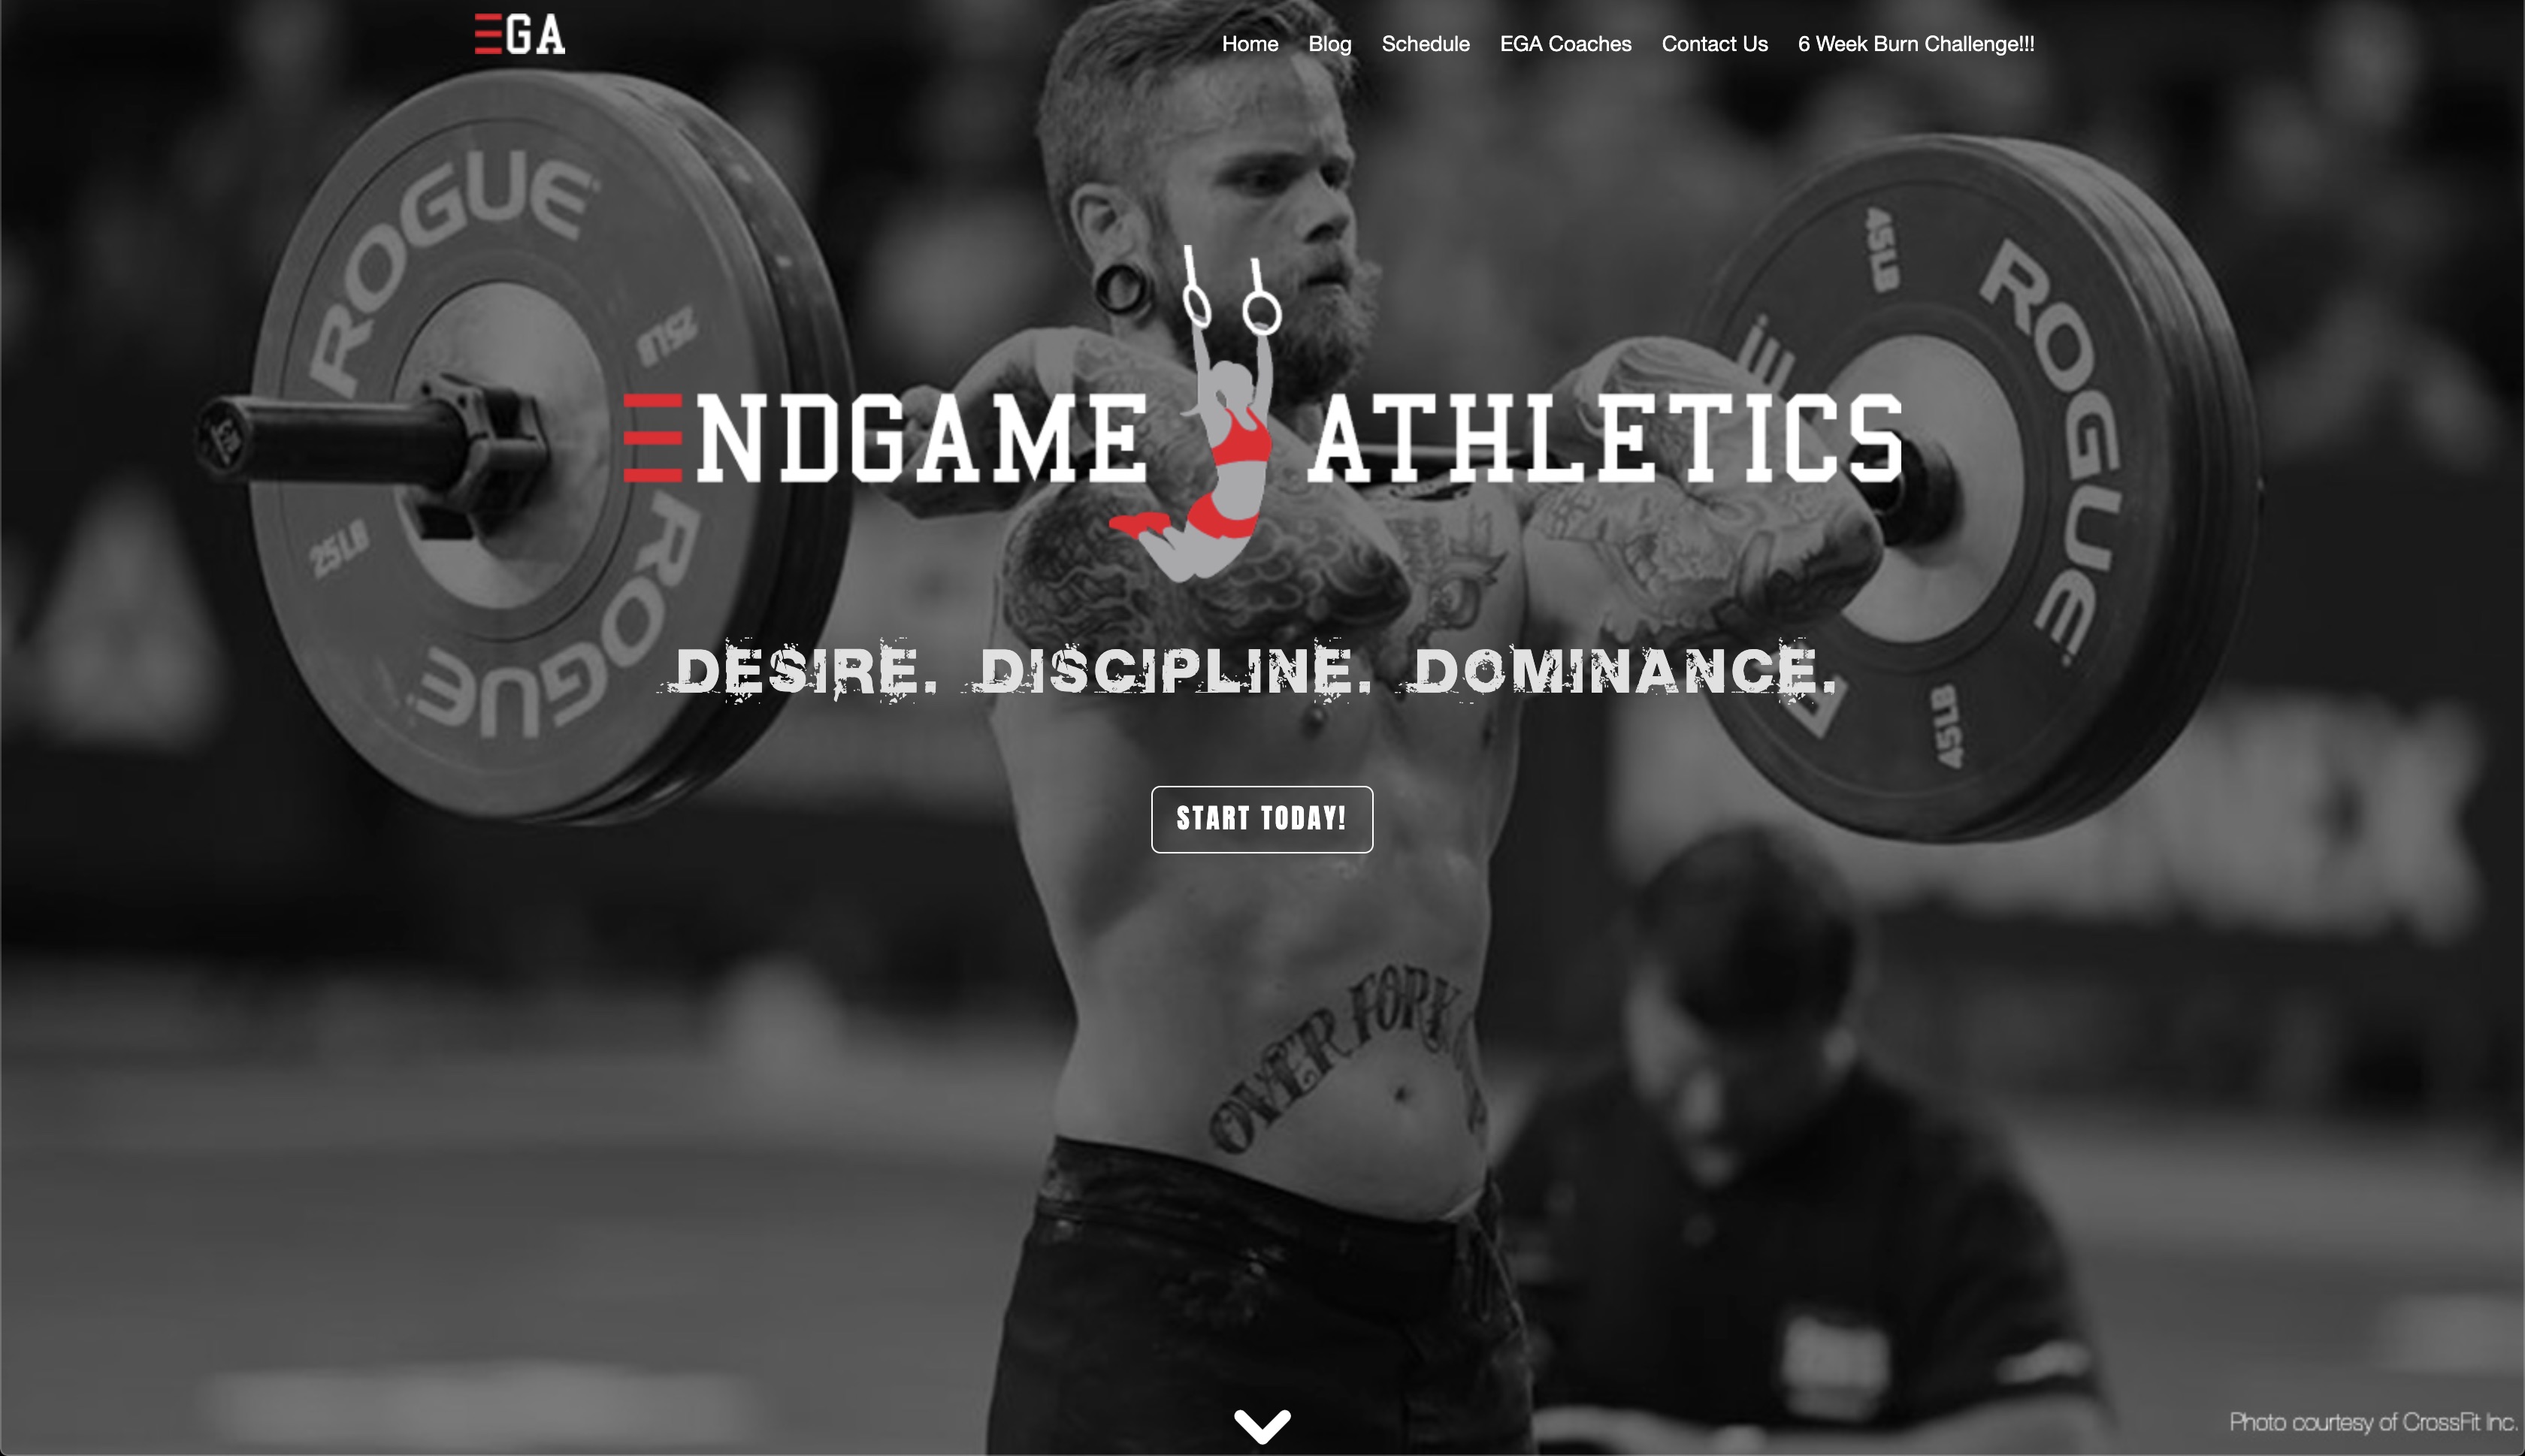 EGA
Home Blog Schedule EGA Coaches Contact Us 6 Week Burn Challenge!!!
ROGUE
25LB
25LB
ROGUE
45LB
ROGUE
45LB
ENDGAME ATHLETICS
DESIRE. DISCIPLINE. DOMINANCE.
START TODAY!
OVER
Photo courtesy of CrossFit Inc.